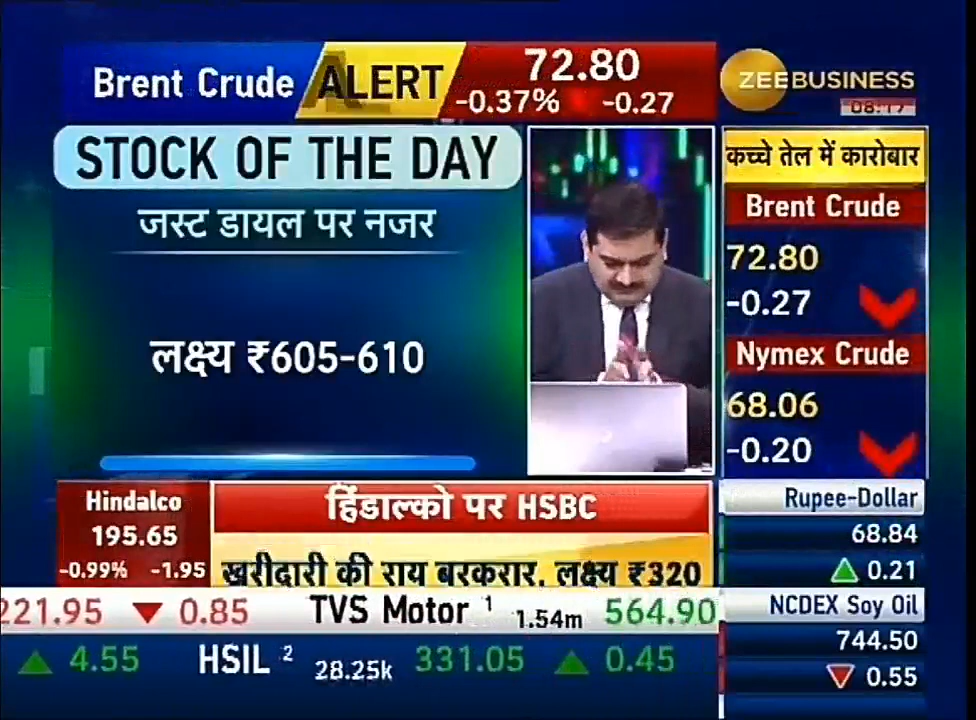 Brent Crude ALERT 72.80
-0.37% -0.27
ZEE BUSINESS
08:17
STOCK OF THE DAY
जस्ट डायल पर नजर
लक्ष्य ₹605-610
कच्चे तेल में कारोबार
Brent Crude
72.80
-0.27
Nymex Crude
68.06
-0.20
Rupee-Dollar
68.84
0.21
NCDEX Soy Oil
744.50
0.55
Hindalco
195.65
-0.99% -1.95
हिंडाल्को पर HSBC
खरीदारी की राय बरकरार, लक्ष्य ₹320
221.95 0.85 TVS Motor 1 1.54m 564.90
4.55 HSIL 2 28.25k 331.05 0.45